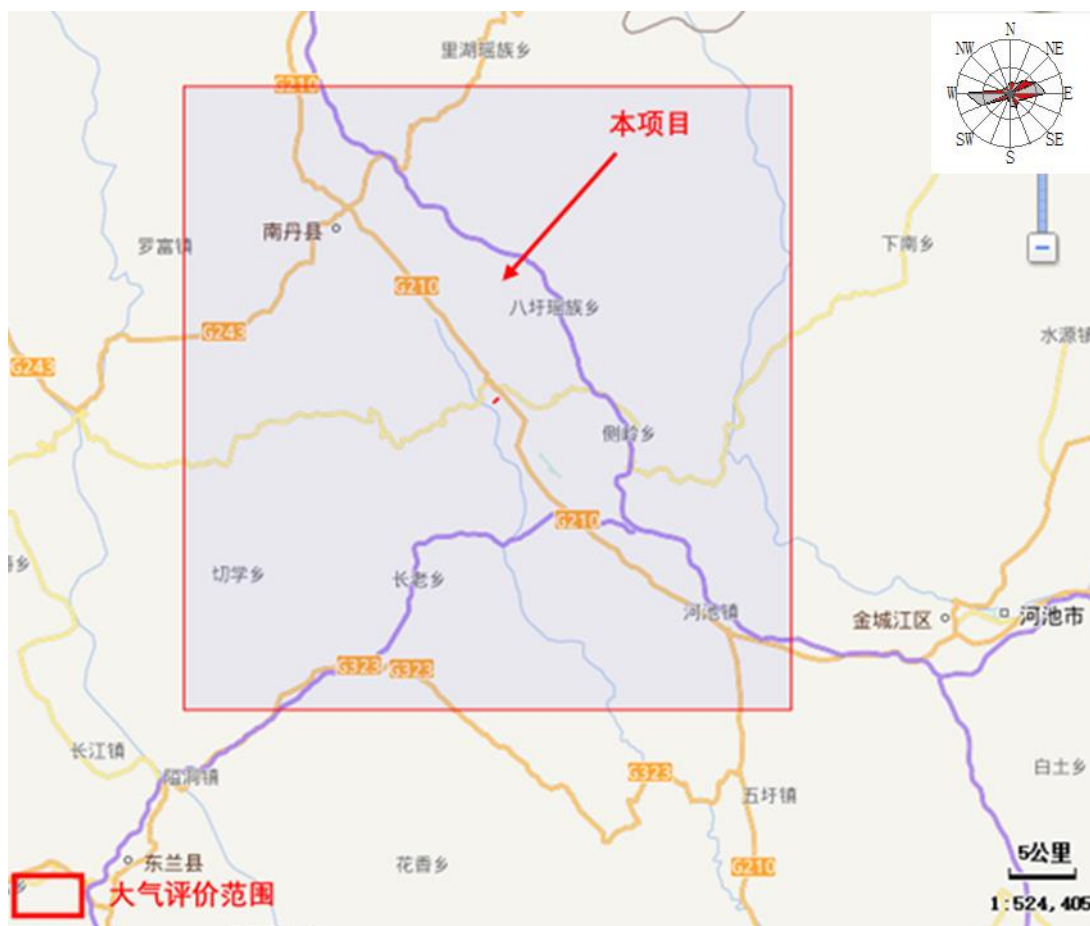 里湖瑶族乡
N
NW
NE
W
E
SW
SE
S
G210
本项目
南丹县
罗富镇
下南乡
G210
八圩瑶族乡
G243
水源镇
G243
侧岭乡
G210
切学乡
长老乡
河池镇
金城江区
河池市
G323
G323
长江镇
隘洞镇
G323
五圩镇
白土乡
东兰县
花香乡
G210
5公里
大气评价范围
乡
1:524,405